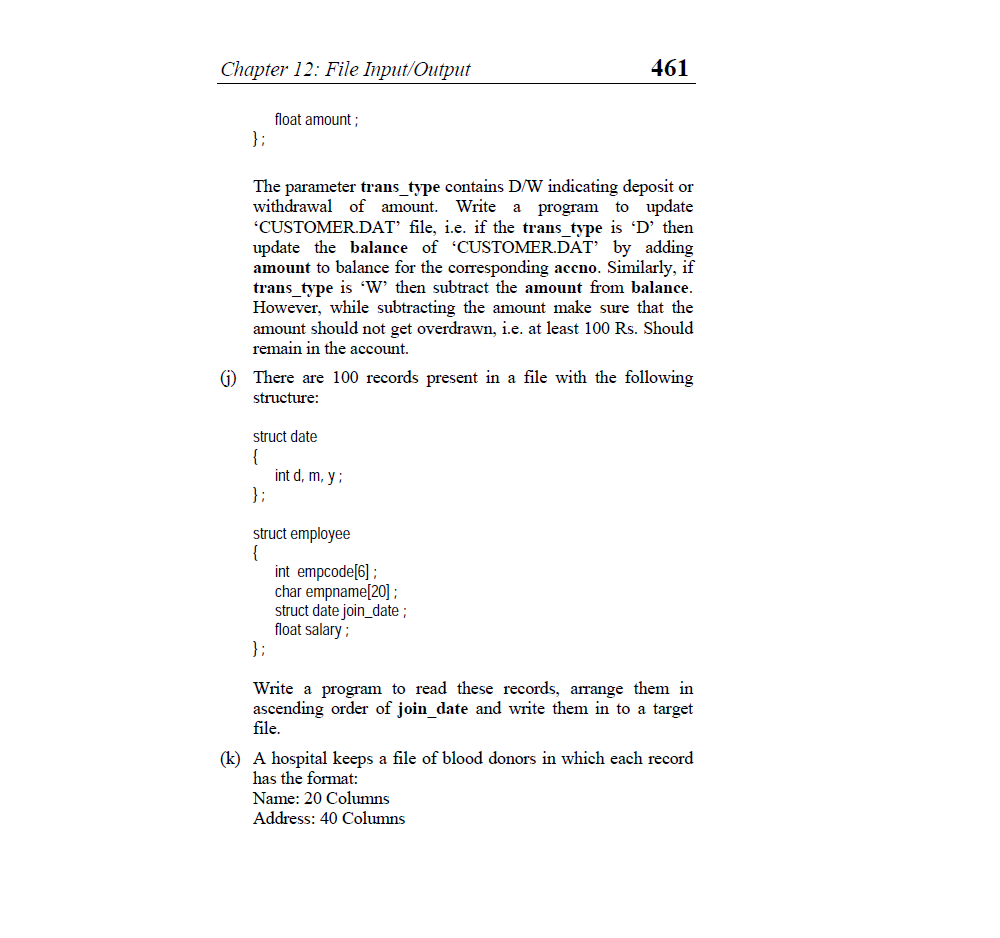 Chapter 12: File Input/Output 461
float amount ;
} ;
The parameter trans_type contains D/W indicating deposit or
withdrawal of amount. Write a program to update
‘CUSTOMER.DAT’ file, i.e. if the trans_type is ‘D’ then
update the balance of ‘CUSTOMER.DAT’ by adding
amount to balance for the corresponding accno. Similarly, if
trans_type is ‘W’ then subtract the amount from balance.
However, while subtracting the amount make sure that the
amount should not get overdrawn, i.e. at least 100 Rs. Should
remain in the account.
(j) There are 100 records present in a file with the following
structure:
struct date
{
int d, m, y ;
} ;
struct employee
{
int empcode[6] ;
char empname[20] ;
struct date join_date ;
float salary ;
} ;
Write a program to read these records, arrange them in
ascending order of join_date and write them in to a target
file.
(k) A hospital keeps a file of blood donors in which each record
has the format:
Name: 20 Columns
Address: 40 Columns